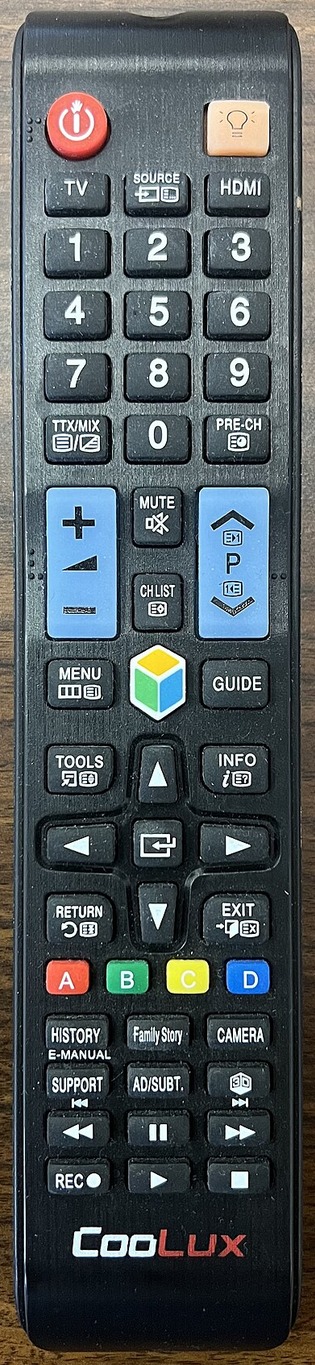 TV SOURCE HDMI
1 2 3
4 5 6
7 8 9
TTX/MIX 0 PRE-CH
MUTE
P
CH LIST
MENU GUIDE
TOOLS INFO
RETURN EXIT
A B C D
HISTORY Family Story CAMERA
E-MANUAL
SUPPORT AD/SUBT. 3D
REC
CooLux